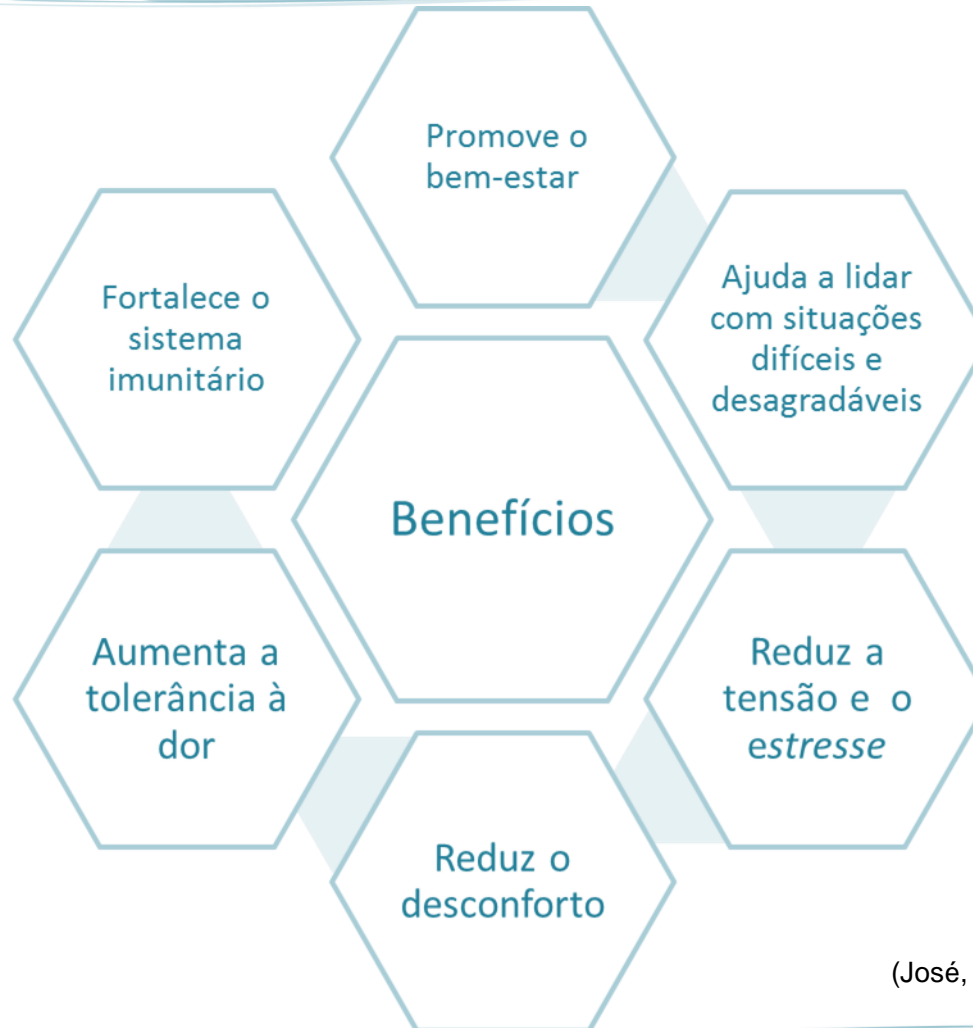 Promove o
bem-estar
Ajuda a lidar
com situações
difíceis e
desagradáveis
Reduz a
tensão e o
estresse
Reduz o
desconforto
Aumenta a
tolerância à
dor
Fortalece o
sistema
imunitário
Benefícios
(José,